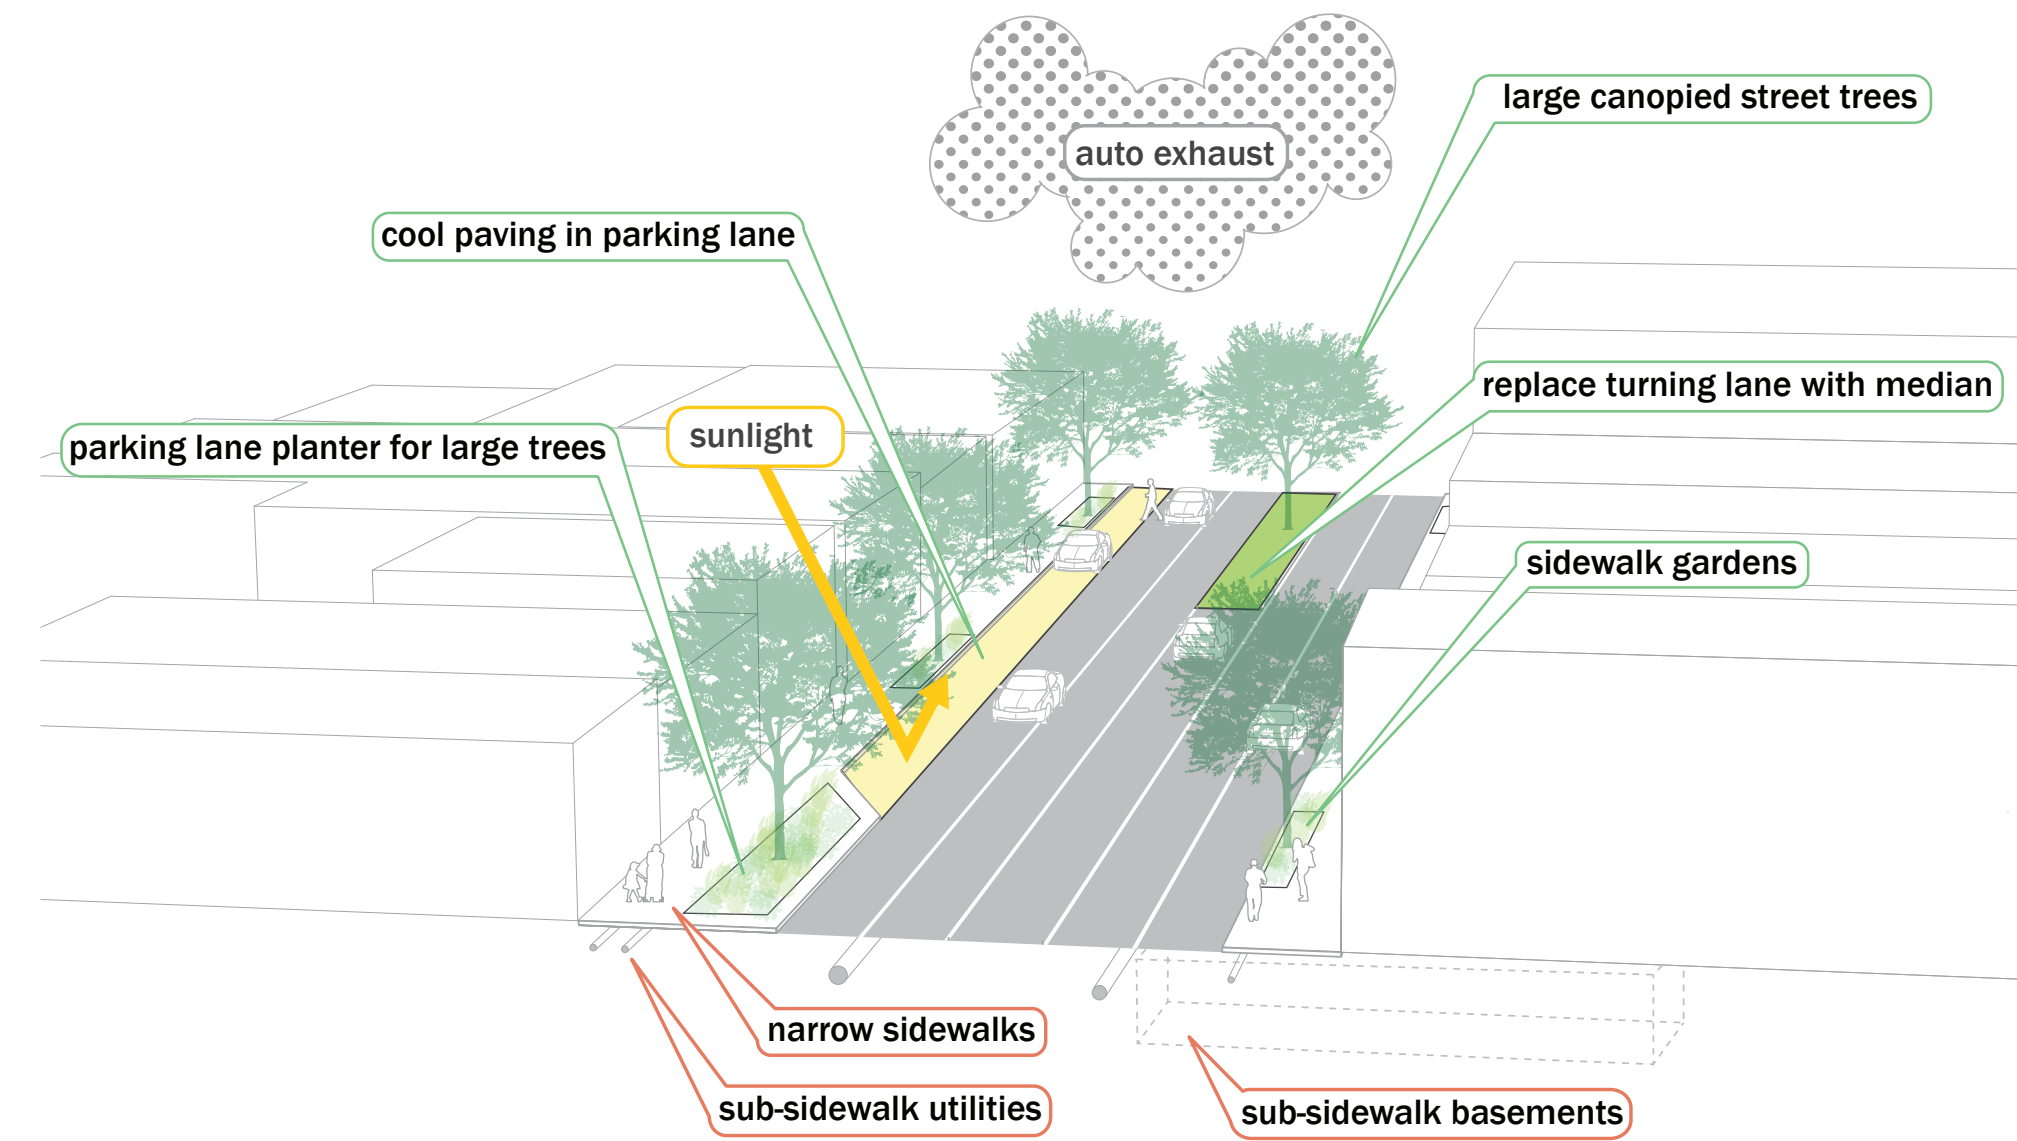 large canopied street trees
auto exhaust
cool paving in parking lane
replace turning lane with median
parking lane planter for large trees
sunlight
sidewalk gardens
narrow sidewalks
sub-sidewalk utilities
sub-sidewalk basements